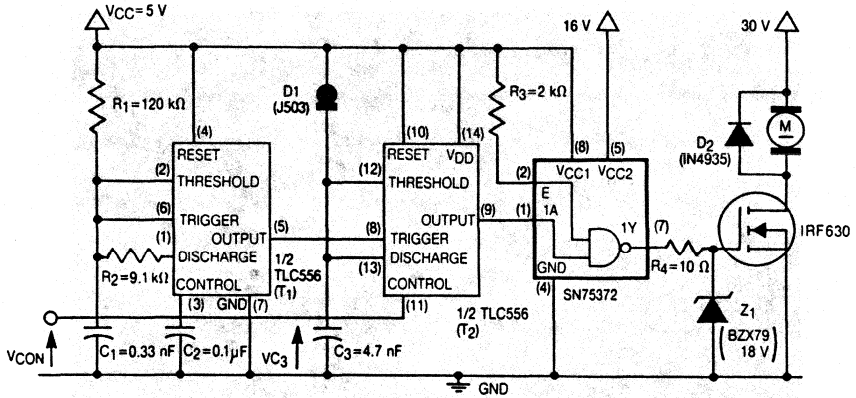 VCC= 5 V
16 V
30 V
R1=120 kΩ
D1
(J503)
R3=2 kΩ
M
D2
(IN4935)
(4)
RESET
(2)
THRESHOLD
(6)
TRIGGER
(5)
OUTPUT
(1)
DISCHARGE
R2=9.1 kΩ
CONTROL
(3)
GND
(7)
1/2
TLC556
(T1)
(10)
(14)
RESET
VDD
(12)
THRESHOLD
(9)
OUTPUT
(8)
TRIGGER
(13)
DISCHARGE
CONTROL
(11)
1/2 TLC556
(T2)
(8)
(5)
VCC1
VCC2
(2)
E
(1)
1A
1Y
(7)
GND
(4)
SN75372
R4=10 Ω
IRF630
Z1
(BZX79
18 V)
VCON
C1=0.33 nF
C2=0.1µF
VC3
C3=4.7 nF
GND